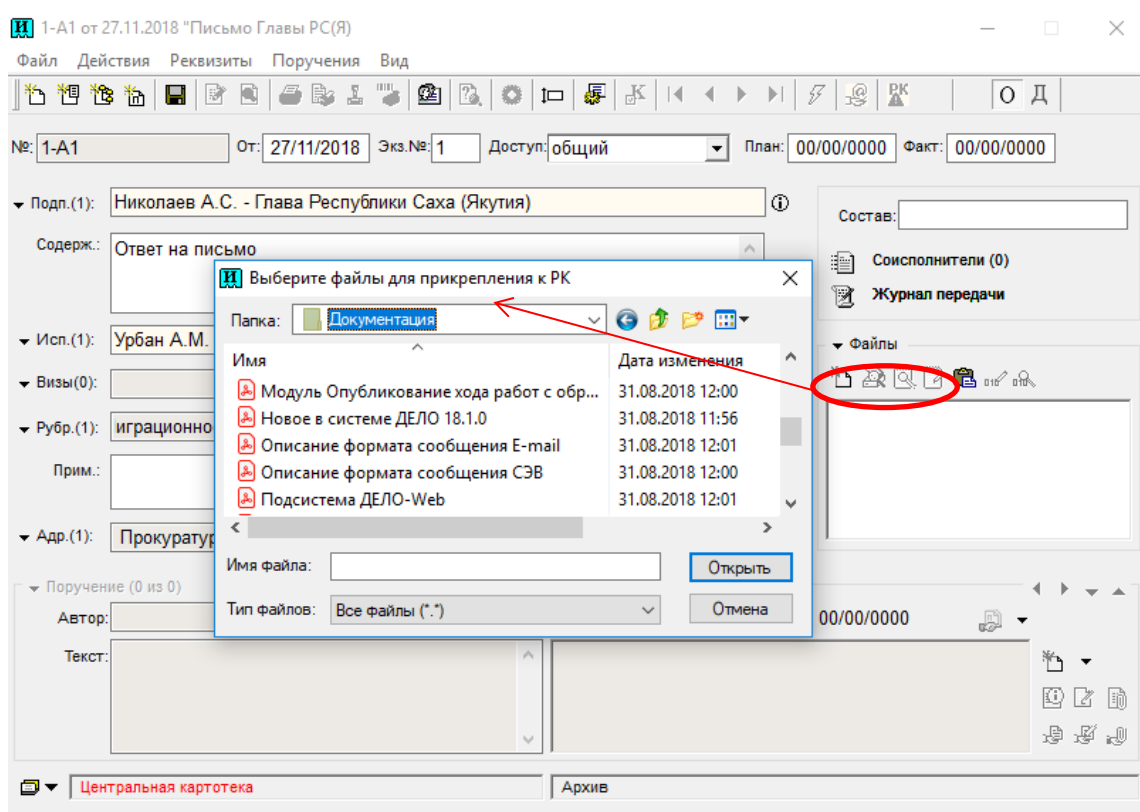 1-А1 от 27.11.2018 "Письмо Главы РС(Я)
Файл Действия Реквизиты Поручения Вид
РК О Д
№: 1-А1 От: 27/11/2018 Экз.№: 1 Доступ: общий План: 00/00/0000 Факт: 00/00/0000
Подп.(1): Николаев А.С. - Глава Республики Саха (Якутия)
Состав:
Содерж.: Ответ на письмо
Соисполнители (0)
Журнал передачи
Выберите файлы для прикрепления к РК
Папка: Документация
Исп.(1): Урбан А.М.
Файлы
Имя Дата изменения
Визы(0):
Модуль Опубликование хода работ с обр... 31.08.2018 12:00
Новое в системе ДЕЛО 18.1.0 31.08.2018 11:56
Рубр.(1): играционно
Описание формата сообщения E-mail 31.08.2018 12:01
Прим.:
Описание формата сообщения СЭВ 31.08.2018 12:00
Подсистема ДЕЛО-Web 31.08.2018 12:01
Адр.(1): Прокуратур
Имя файла: Открыть
Тип файлов: Все файлы (*.*) Отмена
Поручение (0 из 0)
Автор: 00/00/0000
Текст:
Центральная картотека Архив